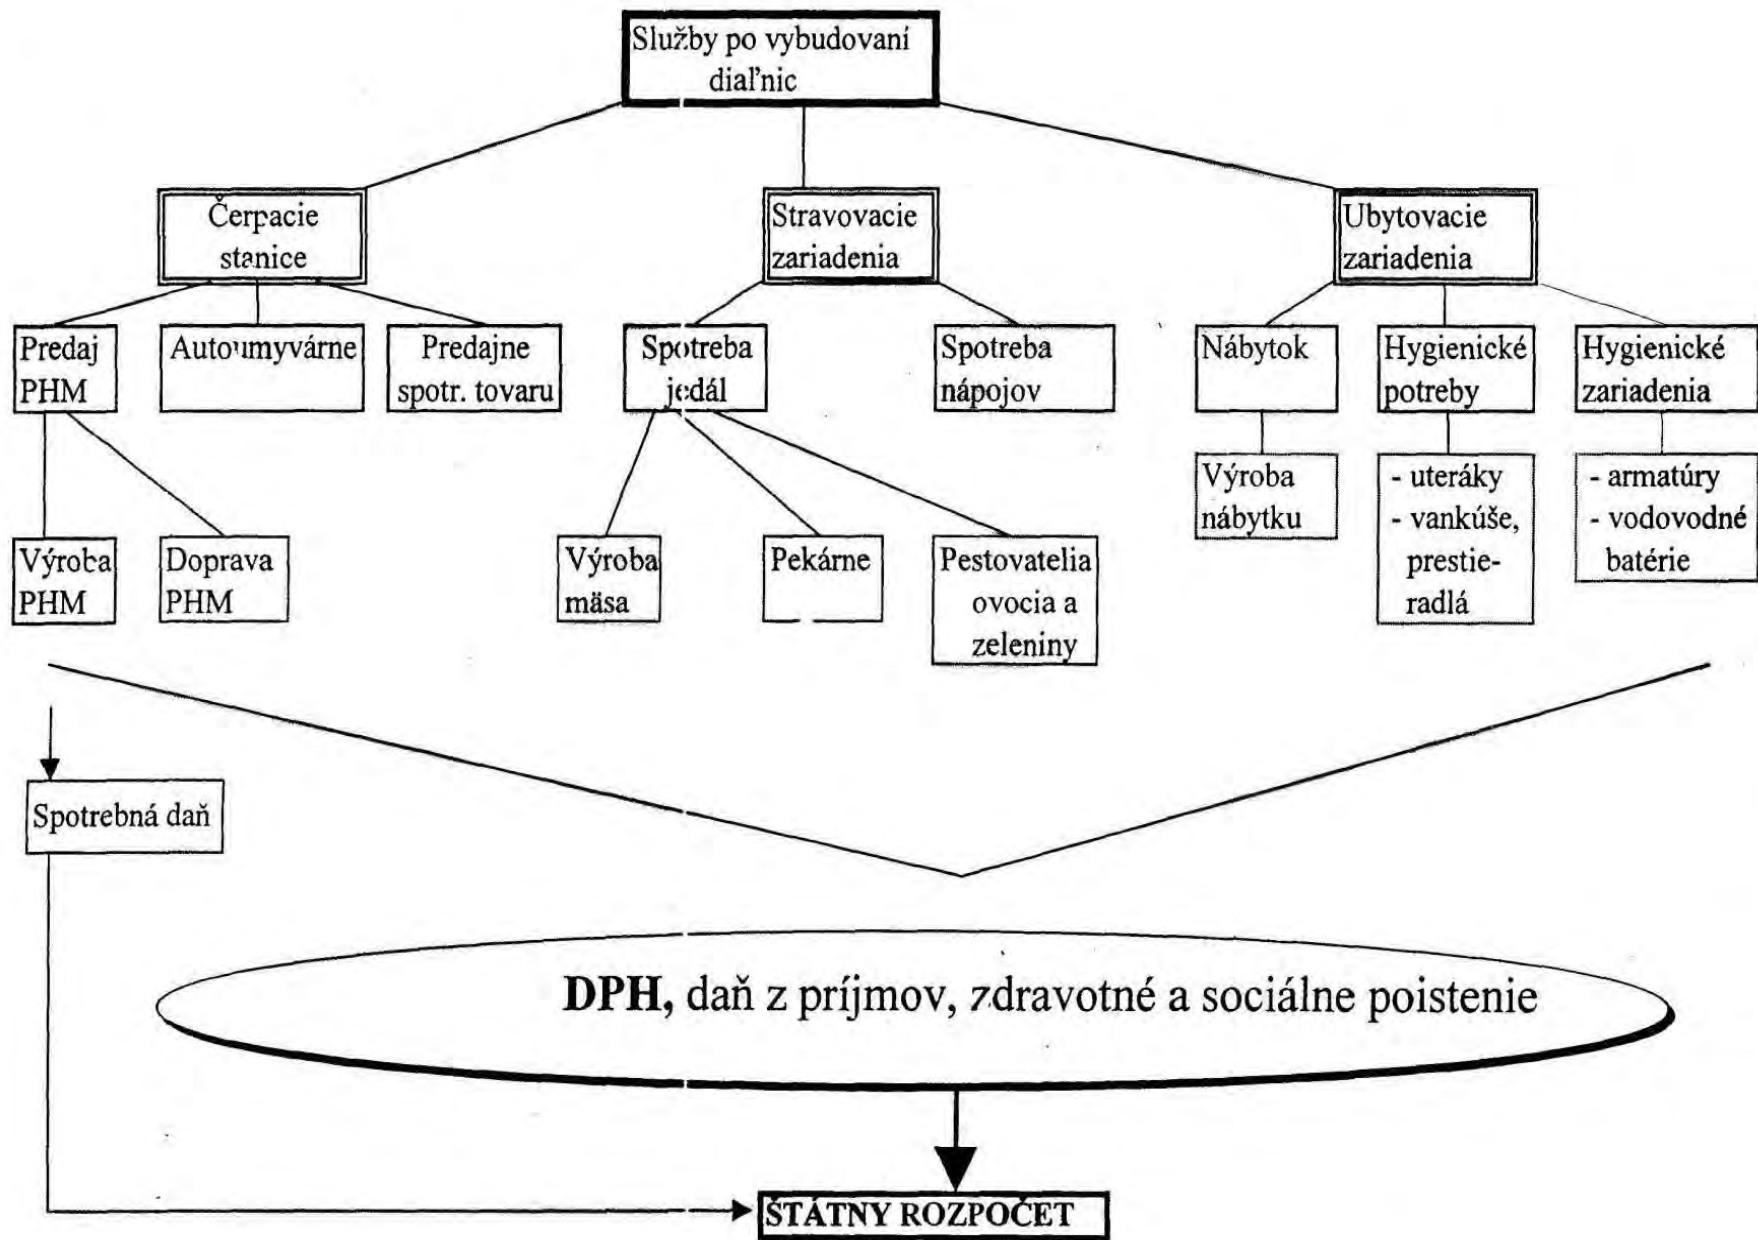 Služby po vybudovaní
diaľnic
Čerpacie
stanice
Stravovacie
zariadenia
Ubytovacie
zariadenia
Predaj
PHM
Autoumyvárne
Predajne
spotr. tovaru
Spotreba
jedál
Spotreba
nápojov
Nábytok
Hygienické
potreby
Hygienické
zariadenia
Výroba
PHM
Doprava
PHM
Výroba
mäsa
Pekárne
Pestovatelia
ovocia a
zeleniny
Výroba
nábytku
- uteráky
- vankúše,
prestie-
radlá
- armatúry
- vodovodné
batérie
Spotrebná daň
DPH, daň z príjmov, zdravotné a sociálne poistenie
ŠTÁTNY ROZPOČET